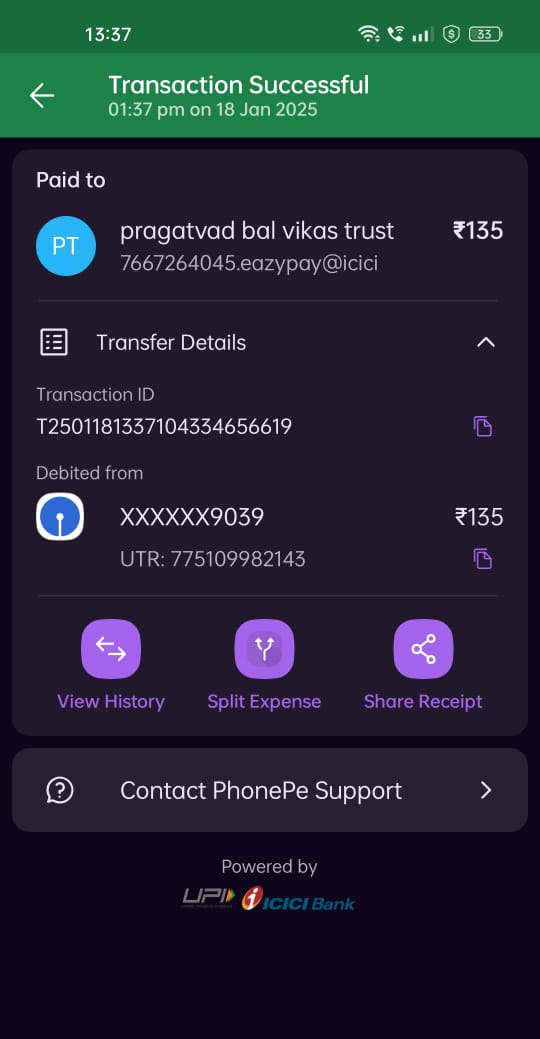 13:37
33
Transaction Successful
01:37 pm on 18 Jan 2025
Paid to
PT
pragatvad bal vikas trust
₹135
7667264045.eazypay@icici
Transfer Details
Transaction ID
T2501181337104334656619
Debited from
XXXXXX9039
₹135
UTR: 775109982143
View History
Split Expense
Share Receipt
Contact PhonePe Support
Powered by
UPI ICICI Bank